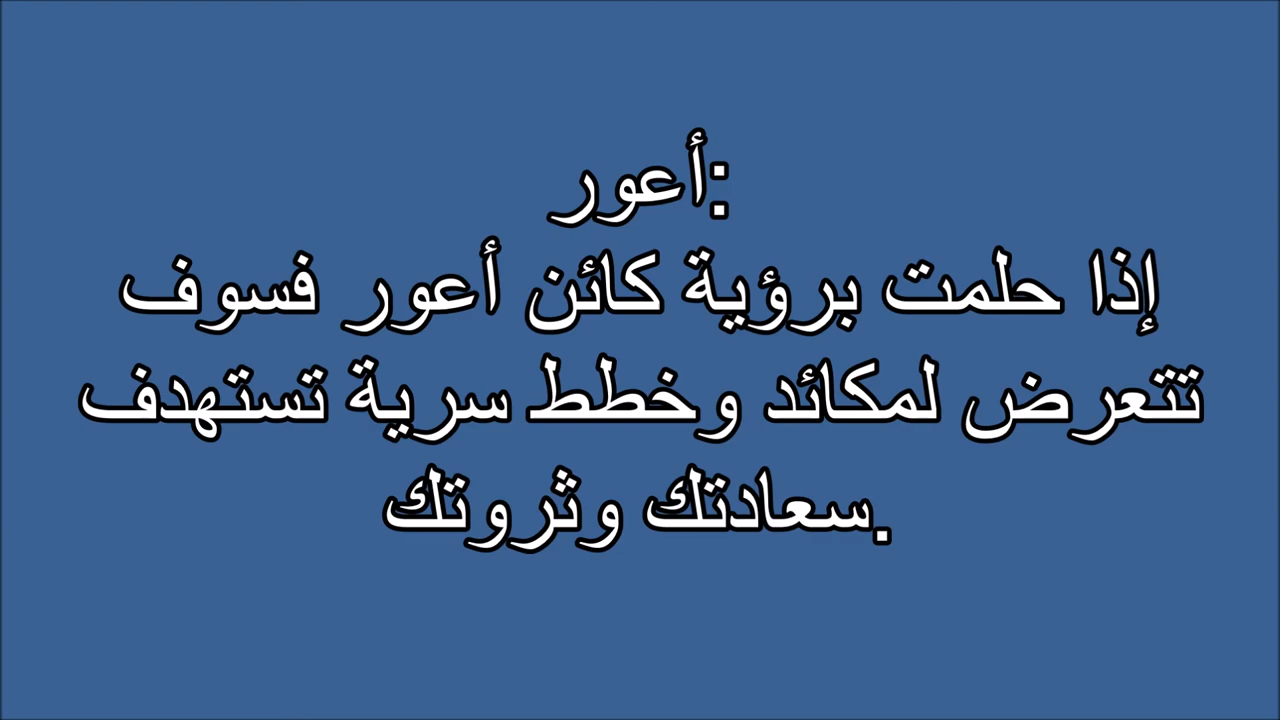 أعور:
إذا حلمت برؤية كائن أعور فسوف
تتعرض لمكائد وخطط سرية تستهدف
سعادتك وثروتك.